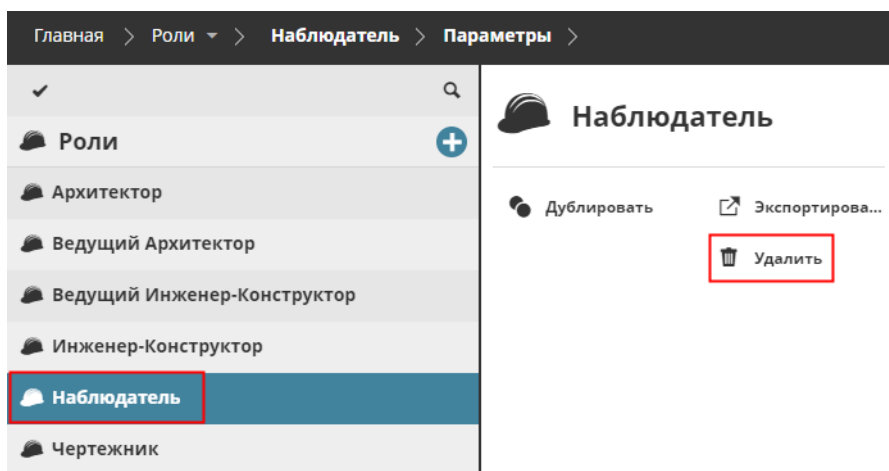 Главная > Роли > Наблюдатель > Параметры >
Роли
Архитектор
Ведущий Архитектор
Ведущий Инженер-Конструктор
Инженер-Конструктор
Наблюдатель
Чертежник
Наблюдатель
Дублировать
Экспортирова...
Удалить